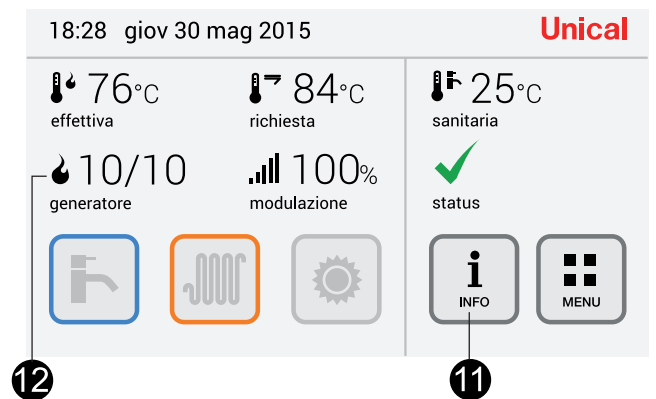 18:28 giov 30 mag 2015 Unical
76°C 84°C 25°C
effettiva richiesta sanitaria
10/10 100%
generatore modulazione status
i
INFO MENU
12 11